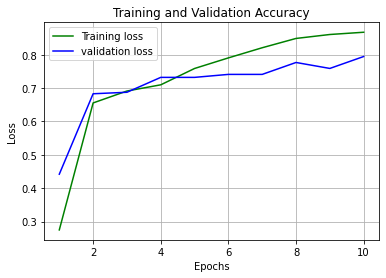 Training and Validation Accuracy
Training loss
validation loss
Loss
0.8
0.7
0.6
0.5
0.4
0.3
2
4
6
8
10
Epochs